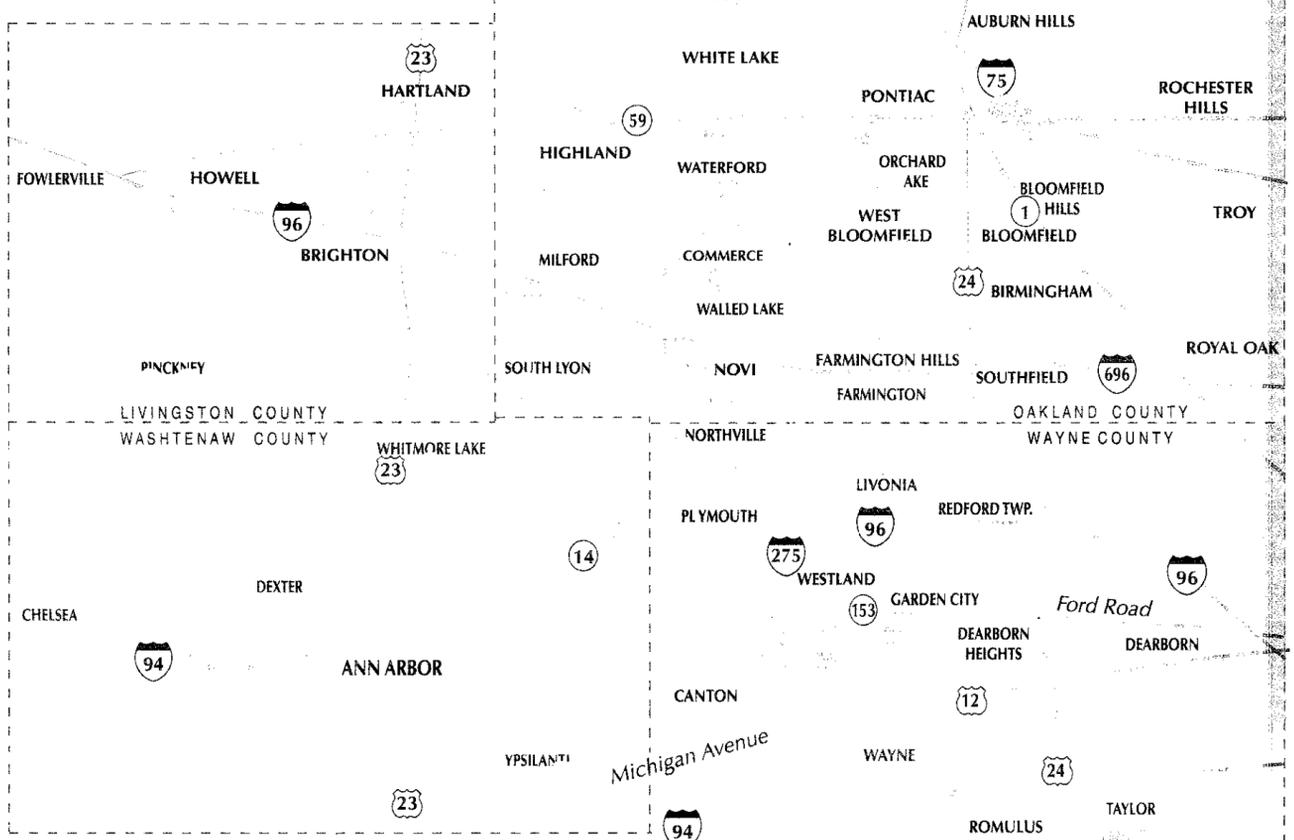 AUBURN HILLS
23
WHITE LAKE
75
HARTLAND
PONTIAC
ROCHESTER
HILLS
59
HIGHLAND
WATERFORD
ORCHARD
AKE
FOWLERVILLE
HOWELL
BLOOMFIELD
HILLS
1
96
WEST
BLOOMFIELD
TROY
BLOOMFIELD
BRIGHTON
MILFORD
COMMERCE
24
BIRMINGHAM
WALLED LAKE
ROYAL OAK
PINCKNEY
SOUTH LYON
NOVI
FARMINGTON HILLS
SOUTHFIELD
696
FARMINGTON
LIVINGSTON COUNTY
OAKLAND COUNTY
WASHTENAW COUNTY
WAYNE COUNTY
NORTHVILLE
WHITMORE LAKE
23
LIVONIA
PLYMOUTH
REDFORD TWP.
96
14
275
WESTLAND
96
DEXTER
CHELSEA
153
GARDEN CITY
Ford Road
DEARBORN
HEIGHTS
DEARBORN
94
ANN ARBOR
CANTON
12
YPSILANTI
Michigan Avenue
WAYNE
24
23
TAYLOR
94
ROMULUS